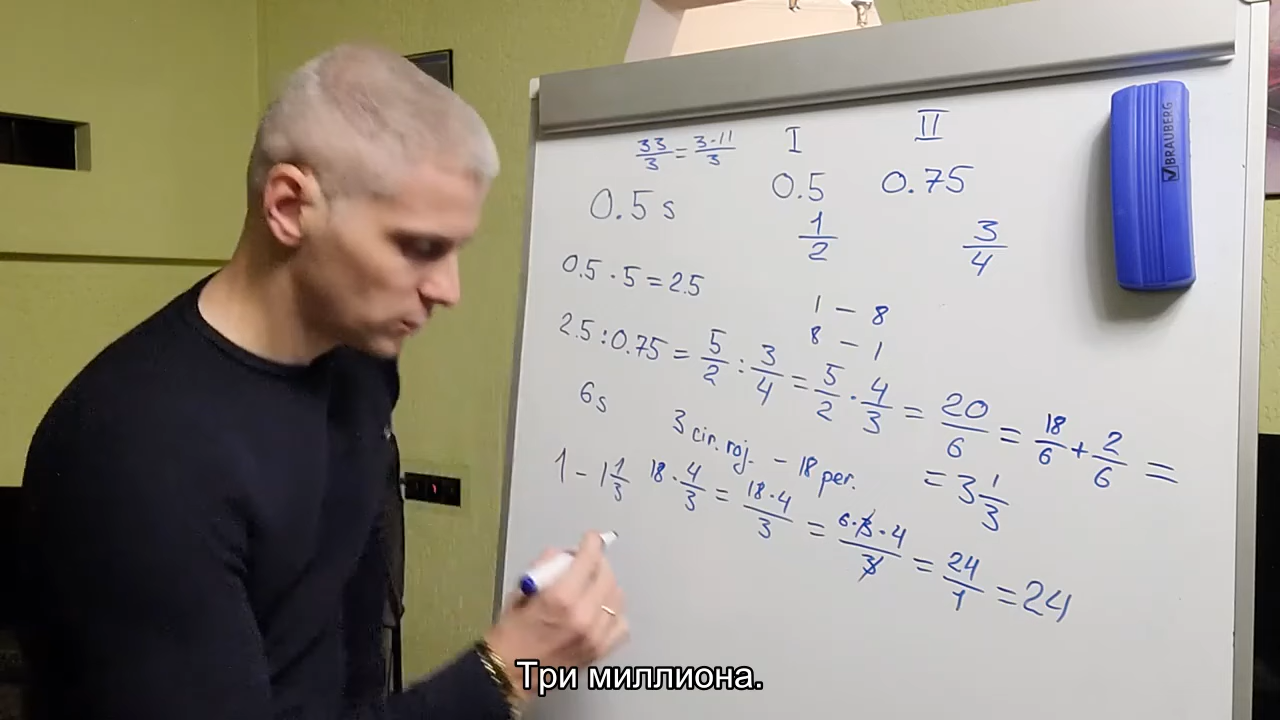 I II
33/3 = 3·11/3
0.5 s 0.5 0.75
1/2 3/4
0.5 · 5 = 2.5
1 – 8
8 – 1
2.5 : 0.75 = 5/2 : 3/4 = 5/2 · 4/3 = 20/6 = 18/6 + 2/6 =
= 3 1/3
6s
3 cir. roj. – 18 per.
1 – 1 1/3 18 · 4/3 = 18·4/3 = 6·3·4/3 = 24/1 = 24
BRAUBERG
Три миллиона.